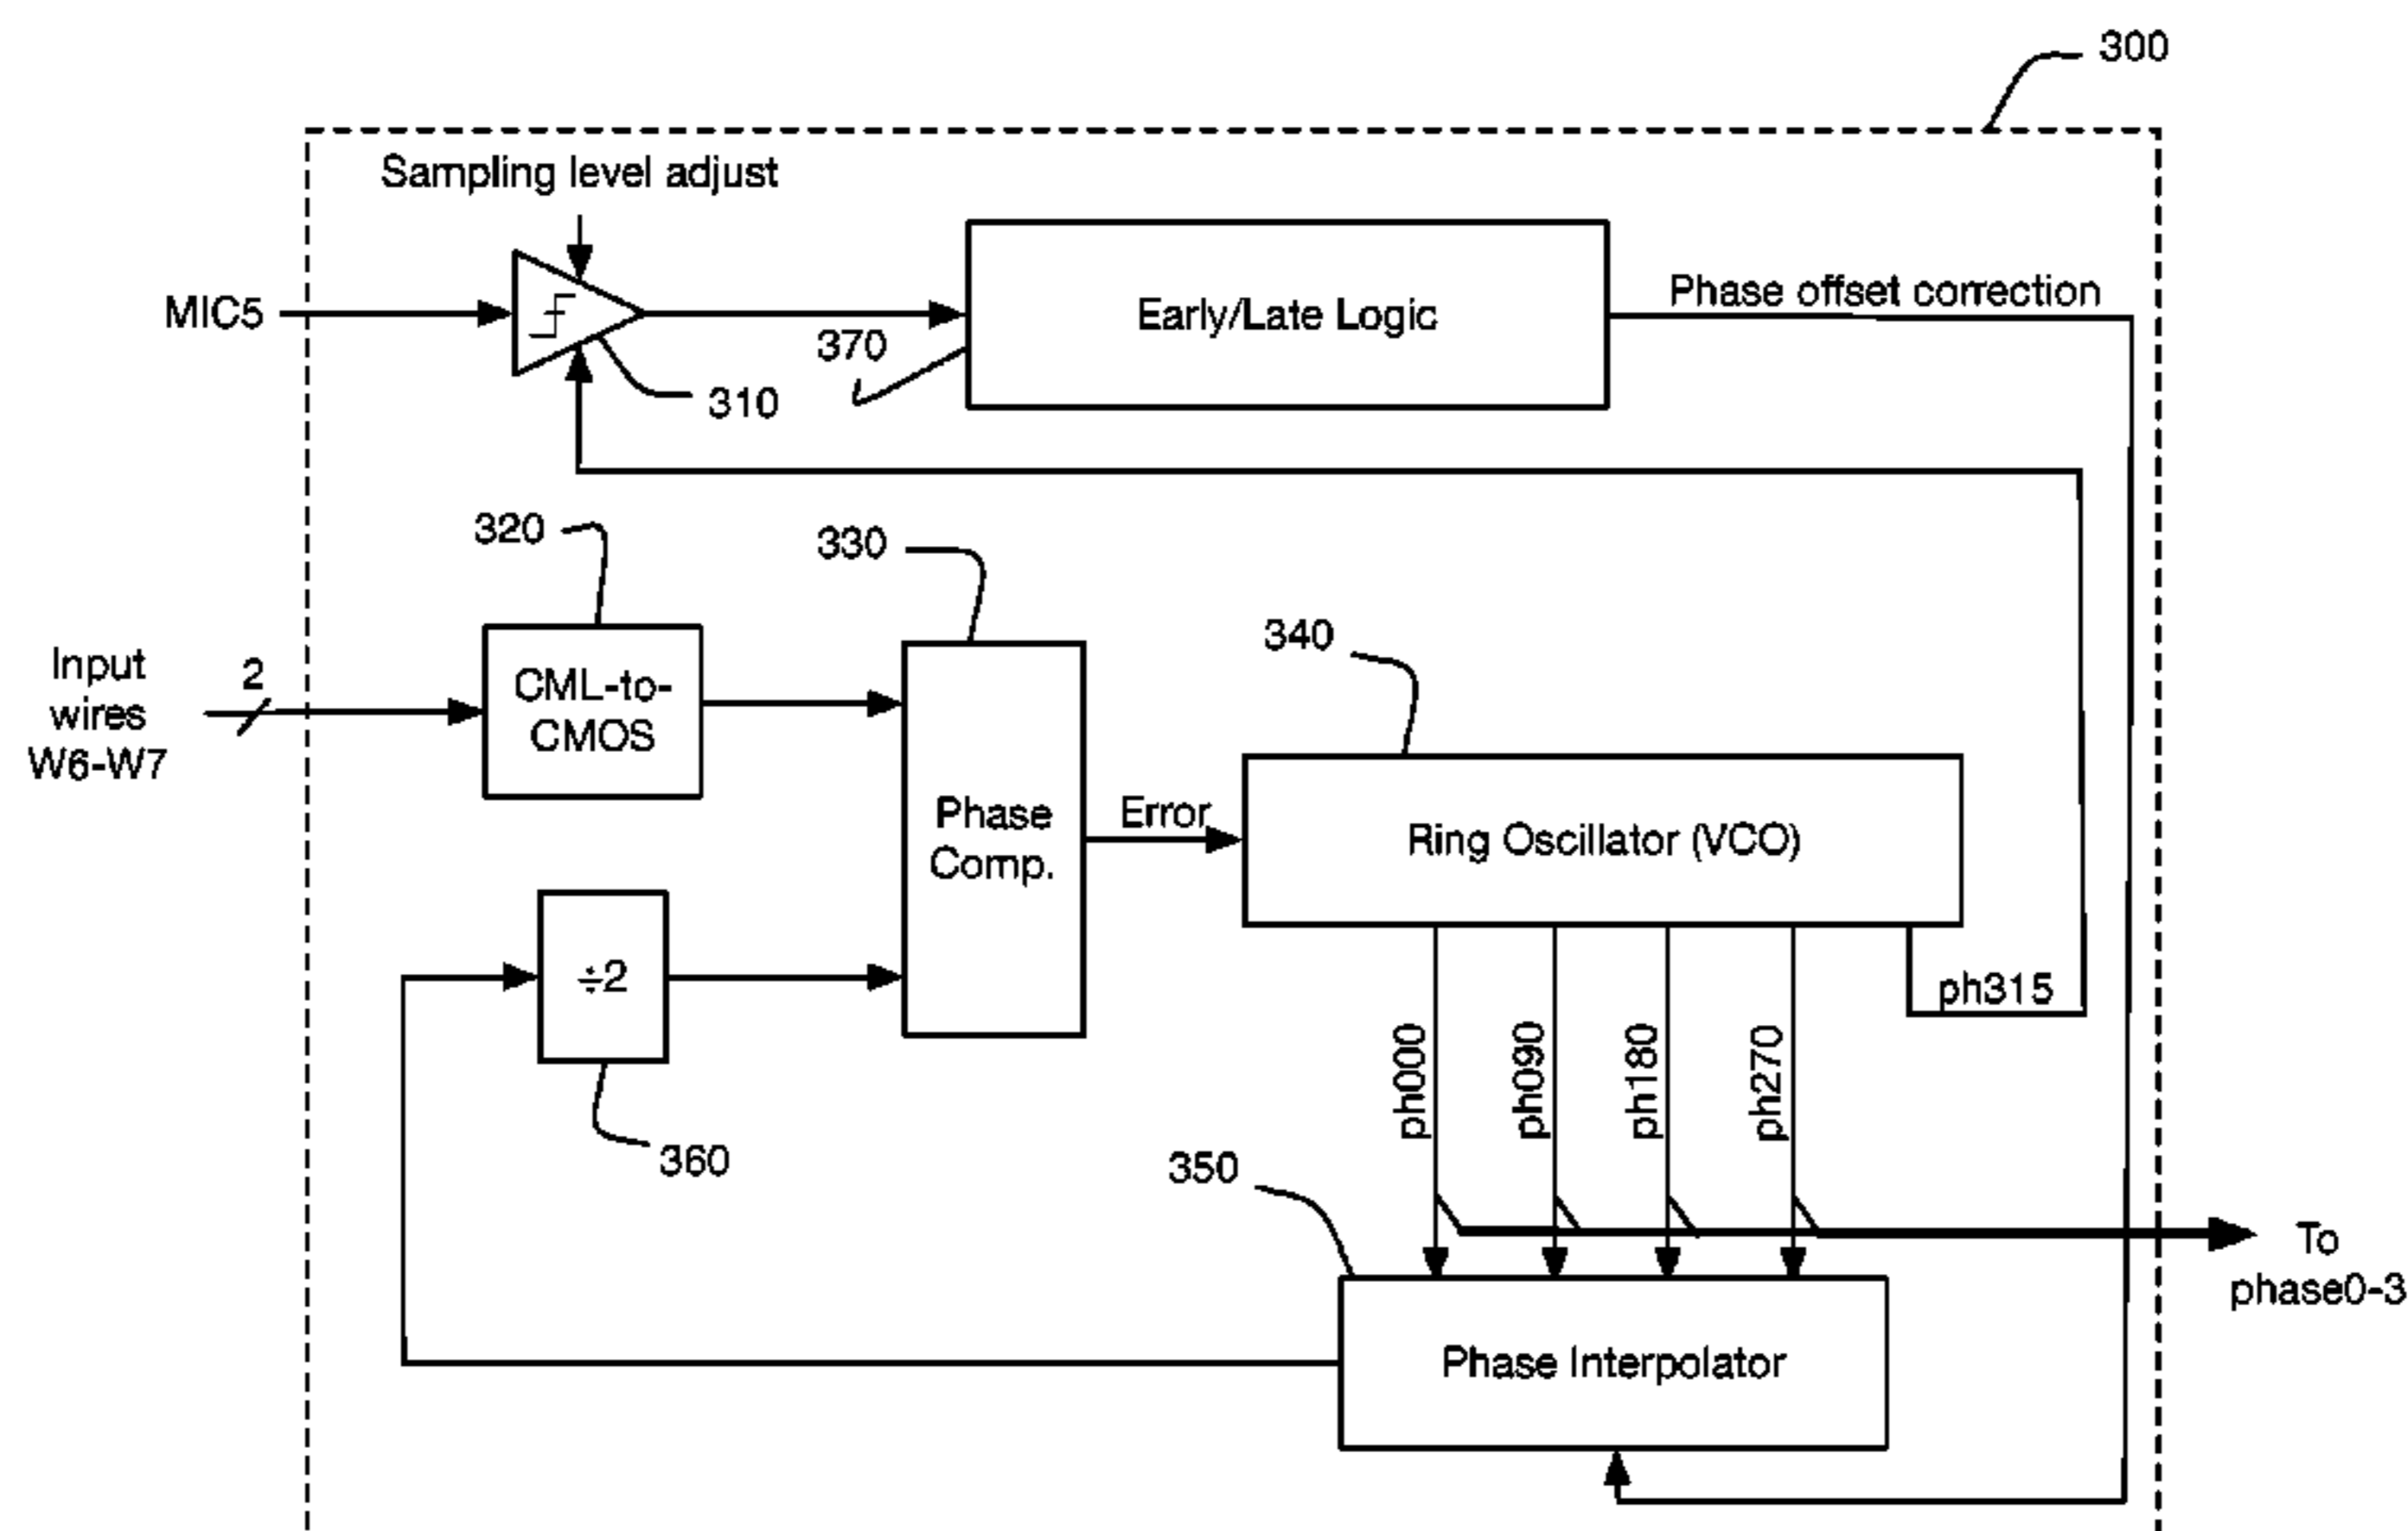 300
Sampling level adjust
MIC5
Early/Late Logic
Phase offset correction
370
310
320
330
340
Input
wires
W6-W7
2
CML-to-
CMOS
Phase
Comp.
Error
Ring Oscillator (VCO)
÷2
ph315
ph000
ph090
ph180
ph270
360
350
To
phase0-3
Phase Interpolator